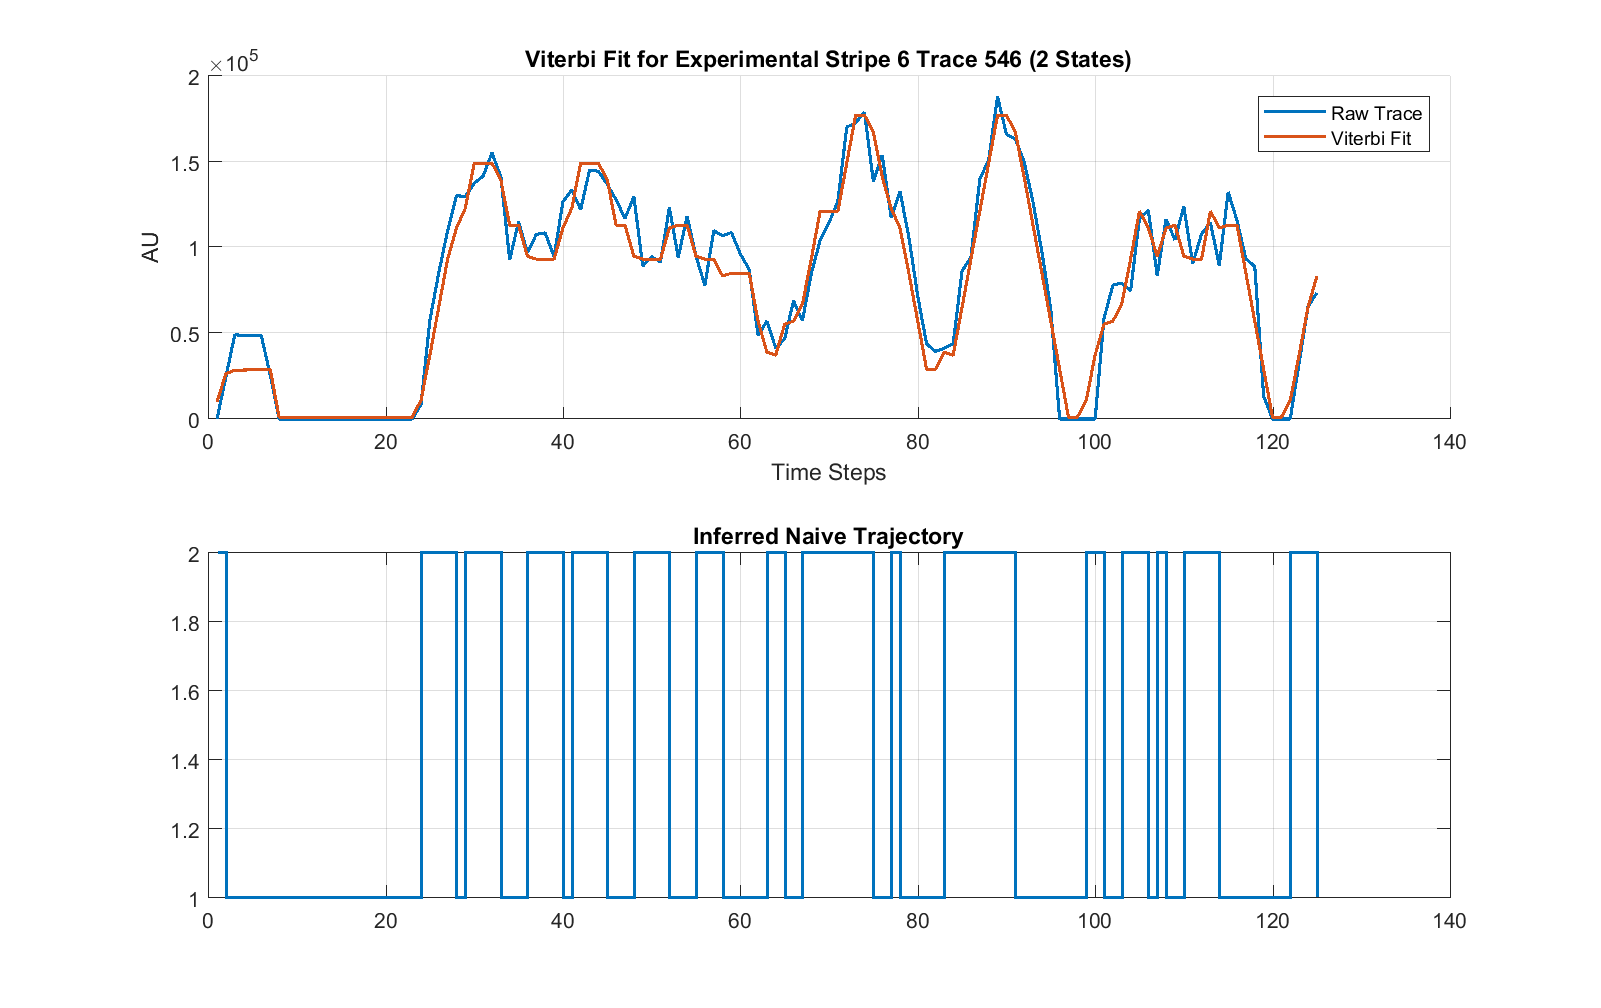 Viterbi Fit for Experimental Stripe 6 Trace 546 (2 States)
×10^5
2
1.5
1
0.5
0
AU
Raw Trace
Viterbi Fit
0 20 40 60 80 100 120 140
Time Steps
Inferred Naive Trajectory
2
1.8
1.6
1.4
1.2
1
0 20 40 60 80 100 120 140